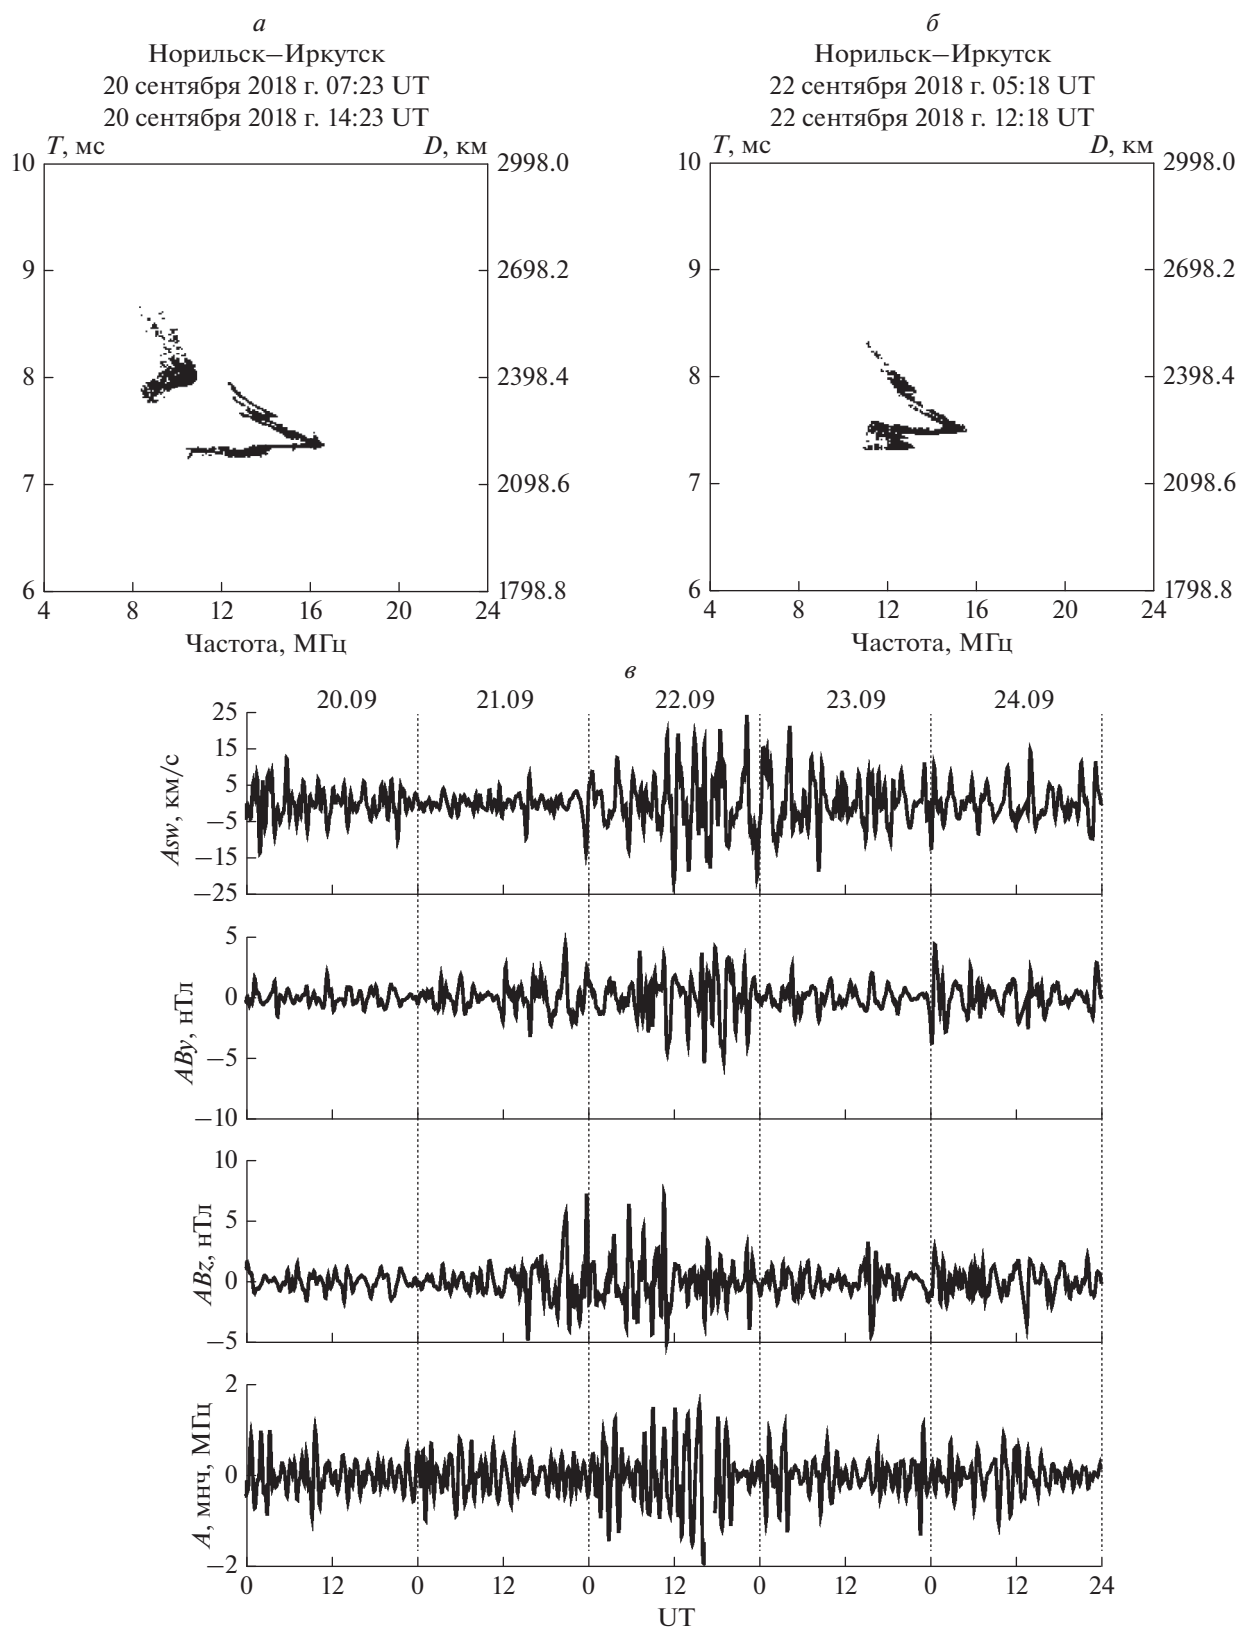 а
Норильск–Иркутск
20 сентября 2018 г. 07:23 UT
20 сентября 2018 г. 14:23 UT
T, мс D, км
10 2998.0
9 2698.2
8 2398.4
7 2098.6
6 1798.8
4 8 12 16 20 24
Частота, МГц
б
Норильск–Иркутск
22 сентября 2018 г. 05:18 UT
22 сентября 2018 г. 12:18 UT
T, мс D, км
10 2998.0
9 2698.2
8 2398.4
7 2098.6
6 1798.8
4 8 12 16 20 24
Частота, МГц
в
20.09 21.09 22.09 23.09 24.09
Asw, км/с
25
15
5
–5
–15
–25
ABy, нТл
5
0
–5
–10
ABz, нТл
10
5
0
–5
A, мнч, МГц
2
0
–2
0 12 0 12 0 12 0 12 0 12 24
UT